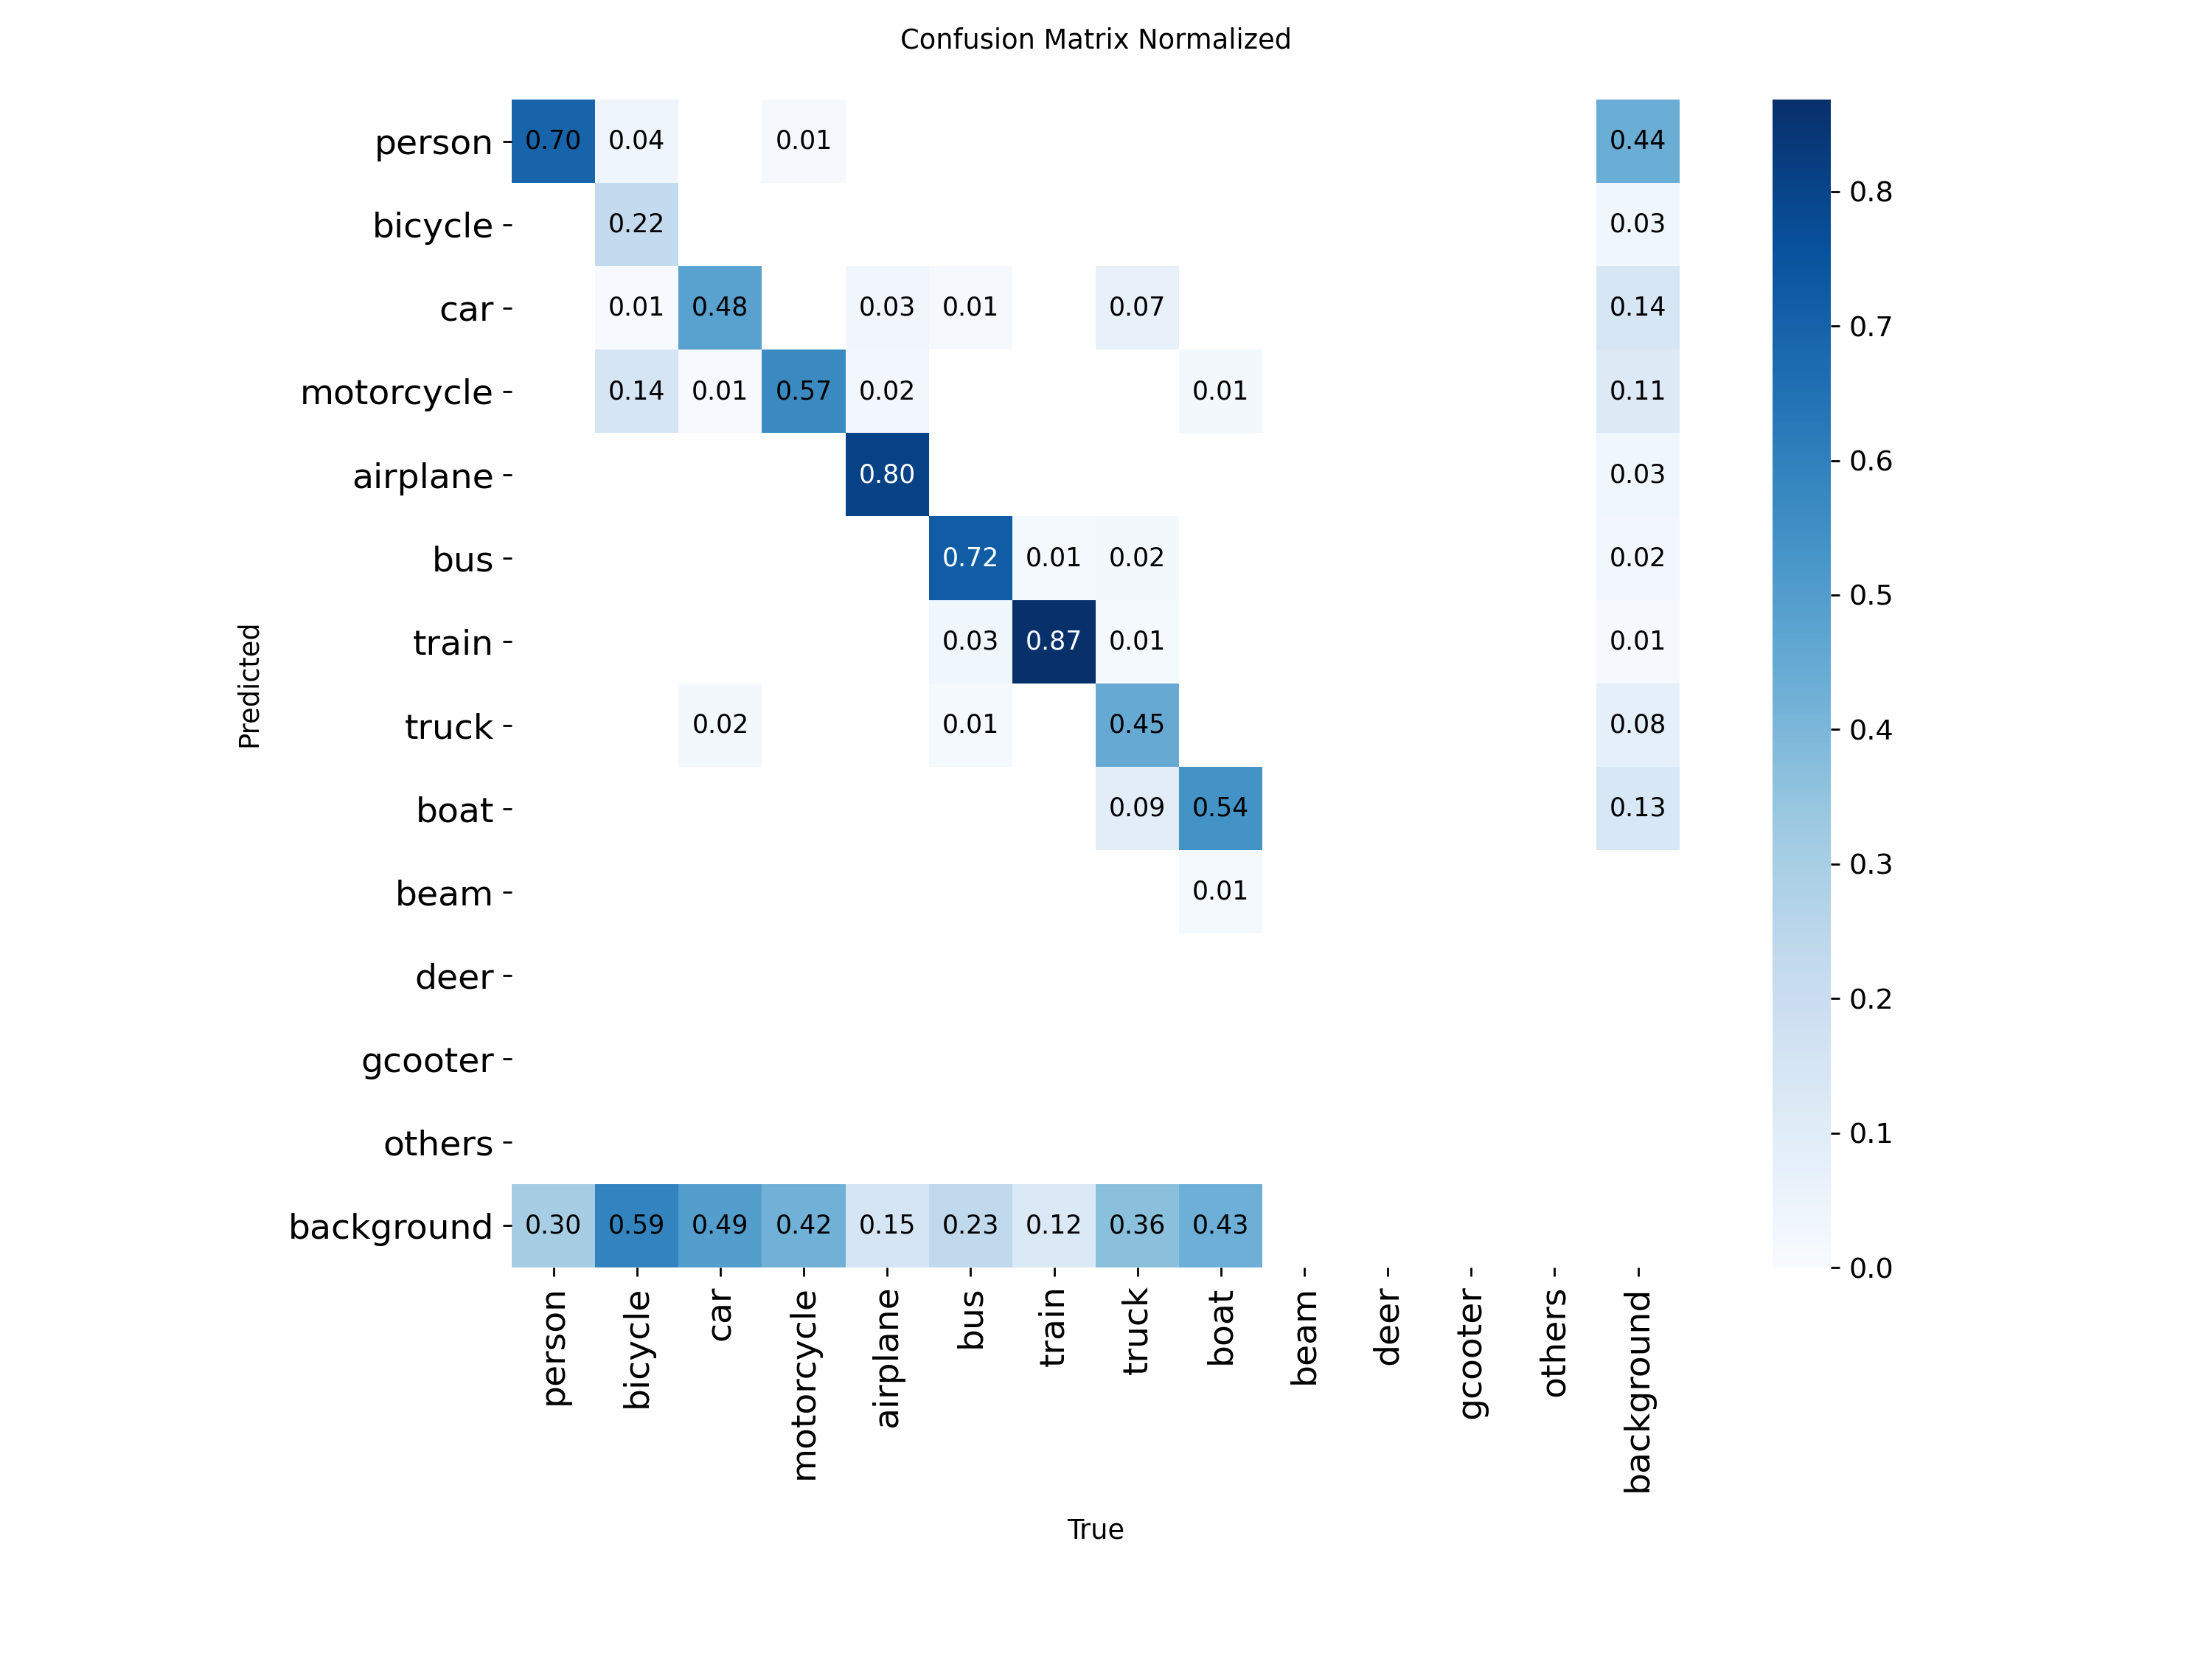 Confusion Matrix Normalized
person 0.70 0.04 0.01 0.44
bicycle 0.22 0.03
car 0.01 0.48 0.03 0.01 0.07 0.14
motorcycle 0.14 0.01 0.57 0.02 0.01 0.11
airplane 0.80 0.03
bus 0.72 0.01 0.02 0.02
train 0.03 0.87 0.01 0.01
truck 0.02 0.01 0.45 0.08
boat 0.09 0.54 0.13
beam 0.01
deer
gcooter
others
background 0.30 0.59 0.49 0.42 0.15 0.23 0.12 0.36 0.43
Predicted
person
bicycle
car
motorcycle
airplane
bus
train
truck
boat
beam
deer
gcooter
others
background
True
0.8
0.7
0.6
0.5
0.4
0.3
0.2
0.1
0.0